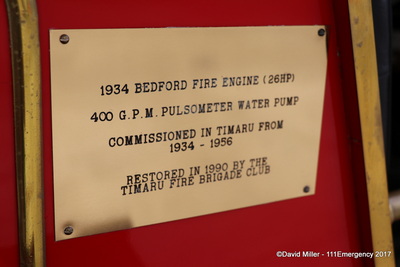 1934 BEDFORD FIRE ENGINE (26HP)
400 G.P.M. PULSOMETER WATER PUMP
COMMISSIONED IN TIMARU FROM
1934 - 1956
RESTORED IN 1990 BY THE
TIMARU FIRE BRIGADE CLUB
©David Miller - 111Emergency 2017